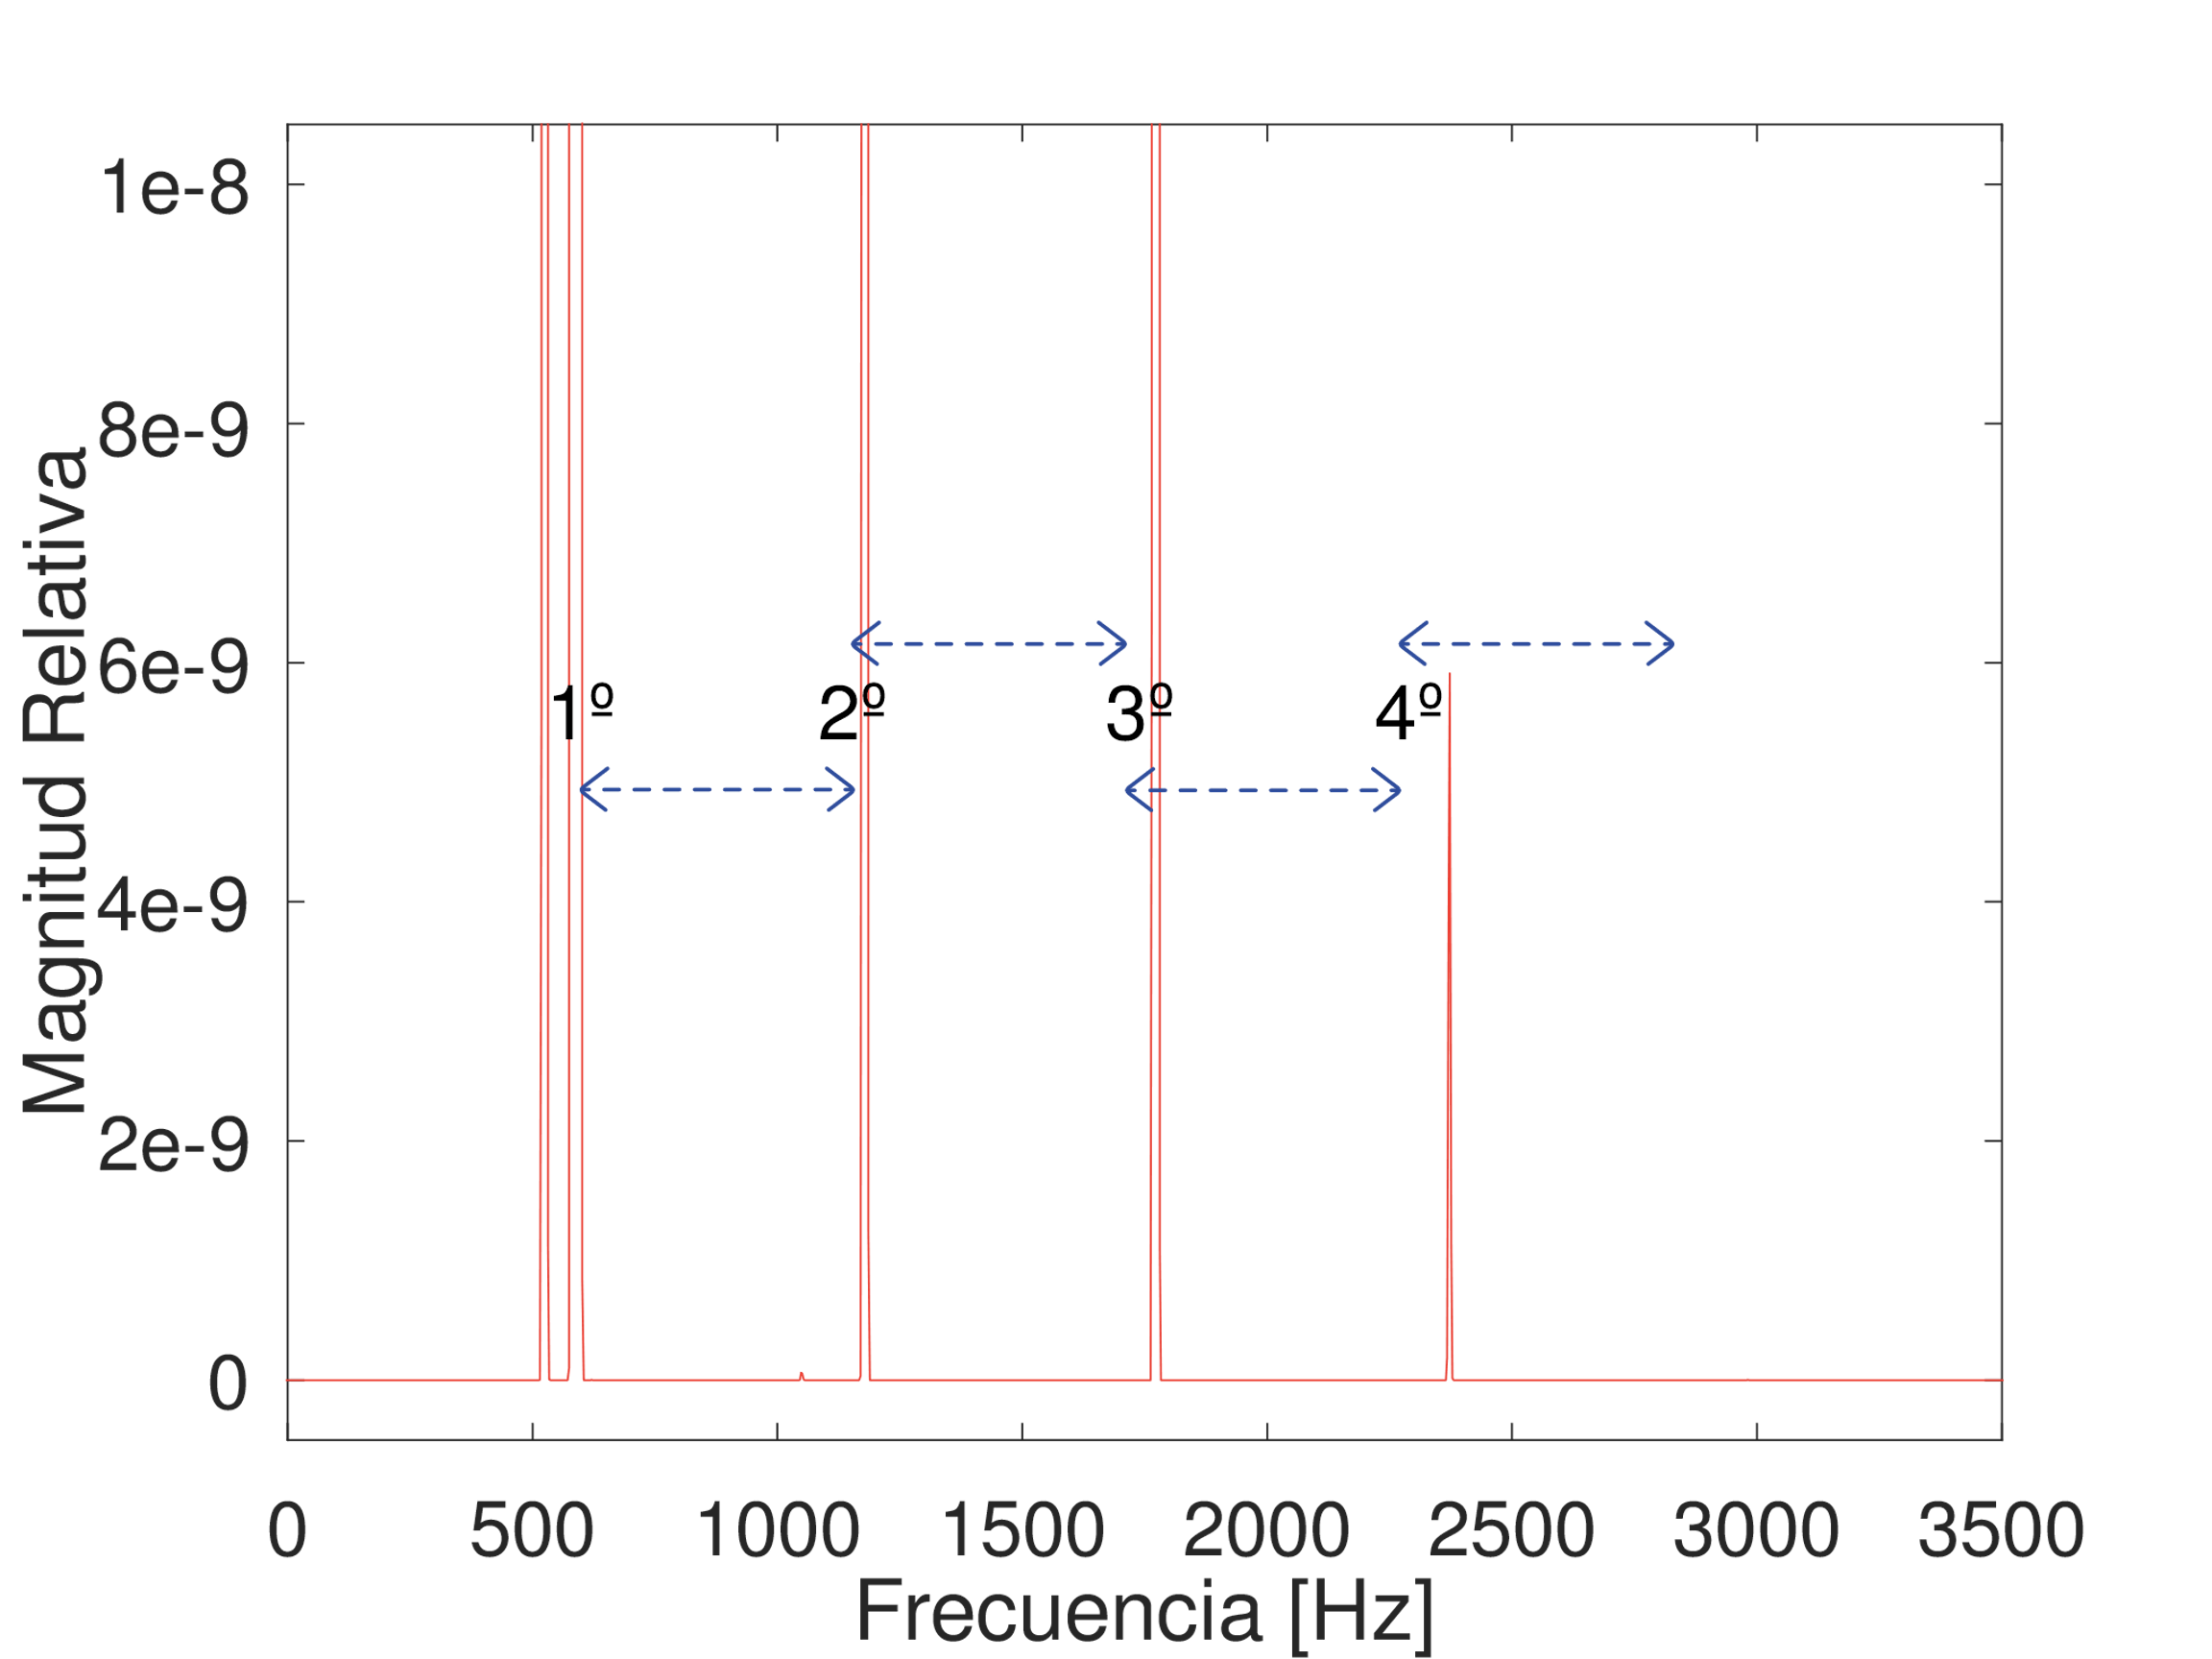 1e-8
8e-9
6e-9
4e-9
2e-9
0
Magnitud Relativa
1º 2º 3º 4º
0 500 1000 1500 2000 2500 3000 3500
Frecuencia [Hz]